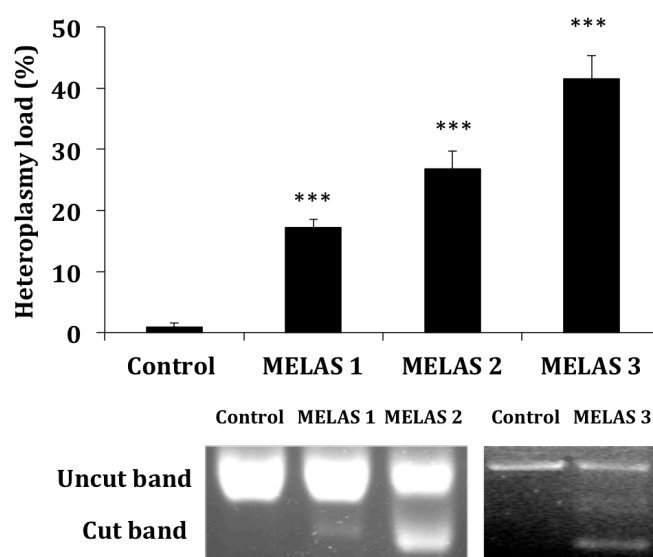 Heteroplasmy load (%)
50
40
30
20
10
0
***
***
***
Control MELAS 1 MELAS 2 MELAS 3
Control MELAS 1 MELAS 2 Control MELAS 3
Uncut band
Cut band